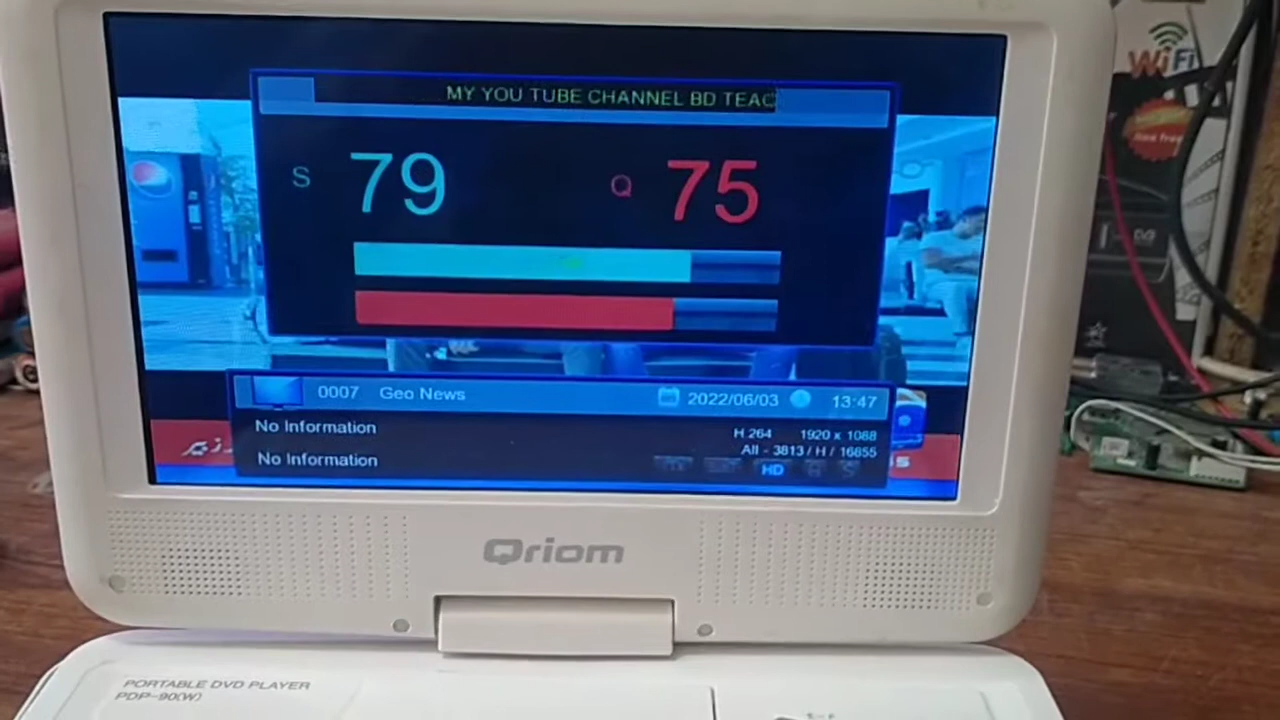 MY YOU TUBE CHANNEL BD TEAC
S 79 Q 75
0007 Geo News 2022/06/03 13:47
No Information
H.264 1920 x 1088
No Information
All - 3813 / H / 16855
HD
Qriom
PORTABLE DVD PLAYER
PDP-90(W)
WiFi